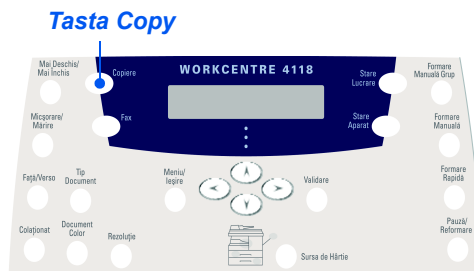 Tasta Copy
Mai Deschis/
Mai Închis
Copiere
WORKCENTRE 4118
Stare
Lucrare
Formare
Manuală Grup
Micşorare/
Mărire
Fax
Stare
Aparat
Formare
Manuală
Faţă/Verso
Tip
Document
Meniu/
Ieşire
Validare
Formare
Rapidă
Colaţionat
Document
Color
Rezoluţie
Sursa de Hârtie
Pauză/
Reformare